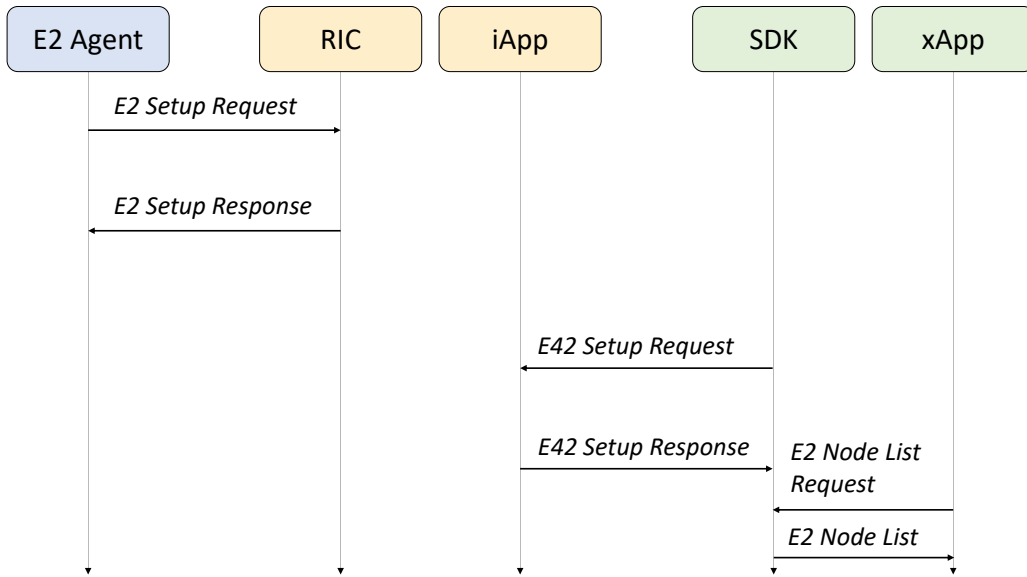 E2 Agent
RIC
iApp
SDK
xApp
E2 Setup Request
E2 Setup Response
E42 Setup Request
E42 Setup Response
E2 Node List
Request
E2 Node List